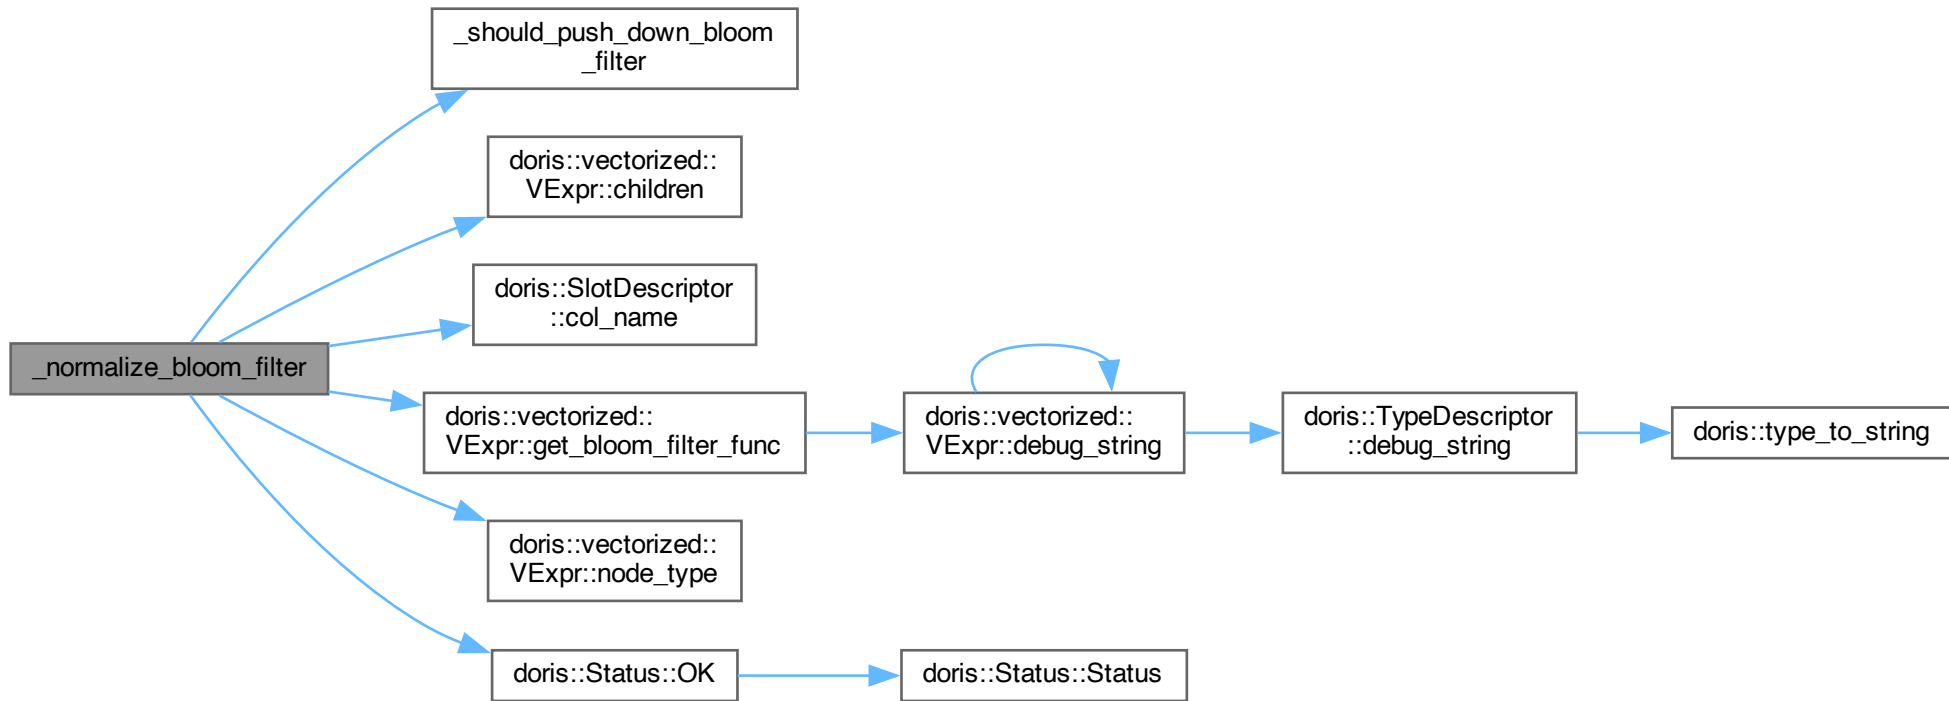 _should_push_down_bloom
_filter
doris::vectorized::
VExpr::children
doris::SlotDescriptor
::col_name
_normalize_bloom_filter
doris::vectorized::
VExpr::get_bloom_filter_func
doris::vectorized::
VExpr::debug_string
doris::TypeDescriptor
::debug_string
doris::type_to_string
doris::vectorized::
VExpr::node_type
doris::Status::OK
doris::Status::Status